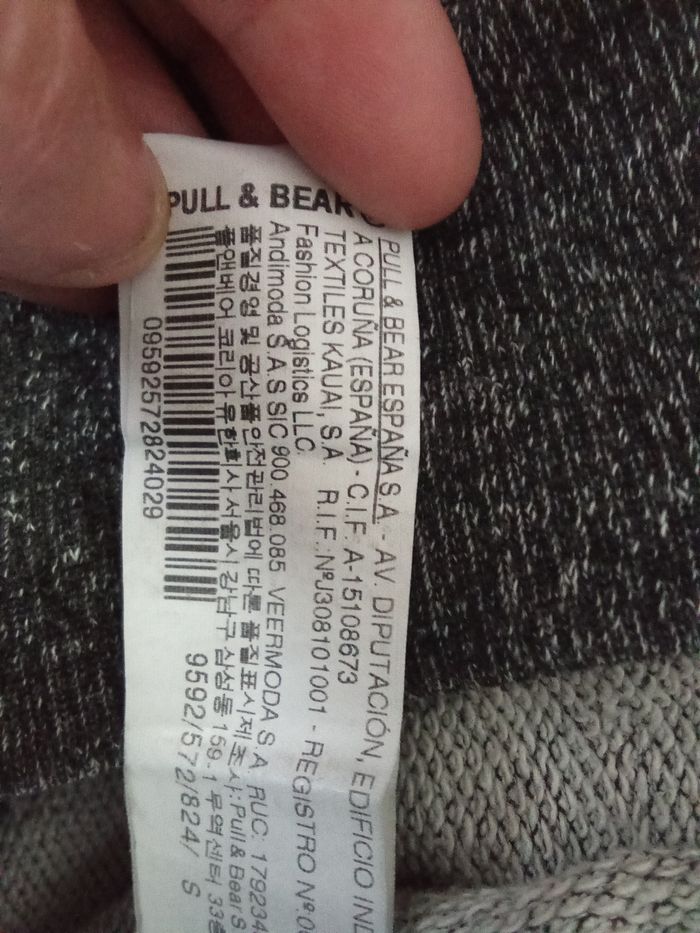 PULL & BEAR
PULL & BEAR ESPAÑA S.A. - AV. DIPUTACIÓN, EDIFICIO
A CORUÑA (ESPAÑA) - C.I.F. A-15108673
TEXTILES KAUAI, S.A. R.I.F.: NºJ308101001 - REGISTRO Nº:0
Fashion Logistics LLC
Andimoda S.A.S SIC 900.468.085 VEERMODA S.A. RUC: 179234
품질경영 및 공산품안전관리법에 따른 품질표시제조사:Pull & Bear S
풀앤베어 코리아 유한회사 서울시 강남구 삼성동 159-1 무역센터 33층
09592572824029
9592/572/824/ S